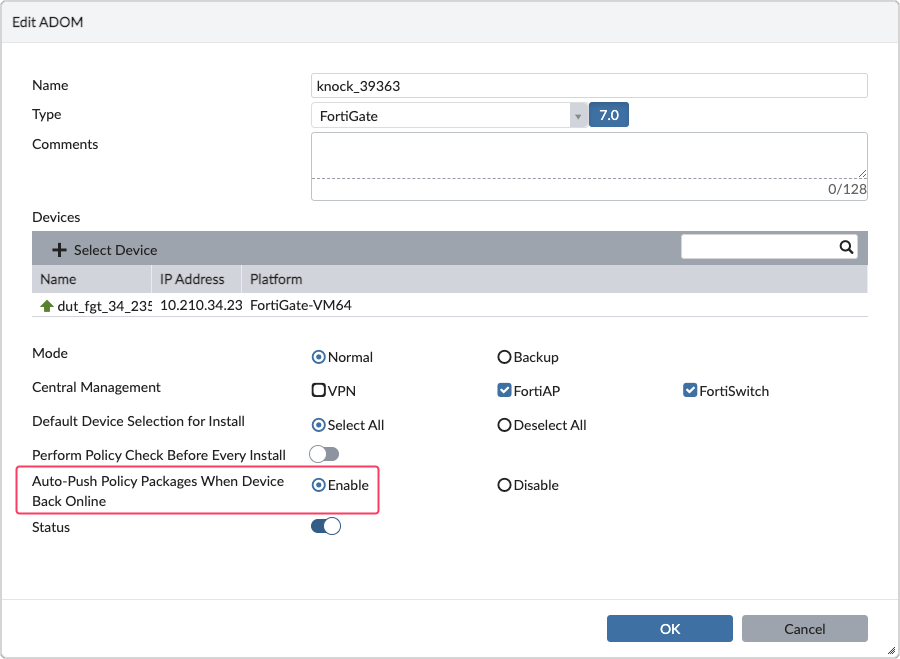 Edit ADOM
Name
knock_39363
Type
FortiGate
7.0
Comments
0/128
Devices
Select Device
Name IP Address Platform
dut_fgt_34_235 10.210.34.23 FortiGate-VM64
Mode
Normal Backup
Central Management
VPN FortiAP FortiSwitch
Default Device Selection for Install
Select All Deselect All
Perform Policy Check Before Every Install
Auto-Push Policy Packages When Device
Back Online
Enable Disable
Status
OK Cancel